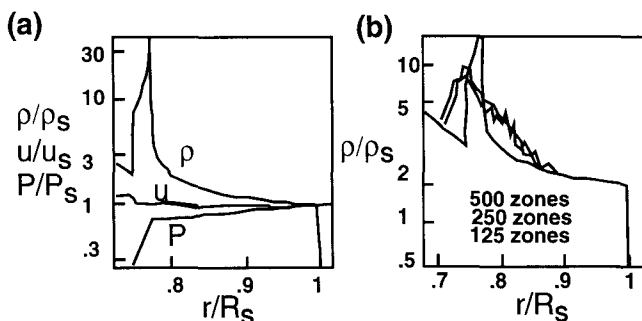 (a)
30
10
3
1
.3
ρ/ρs
u/us
P/Ps
ρ
u
P
.8
.9
1
r/Rs
(b)
10
5
2
1
.5
ρ/ρs
500 zones
250 zones
125 zones
.7
.8
.9
1
r/Rs